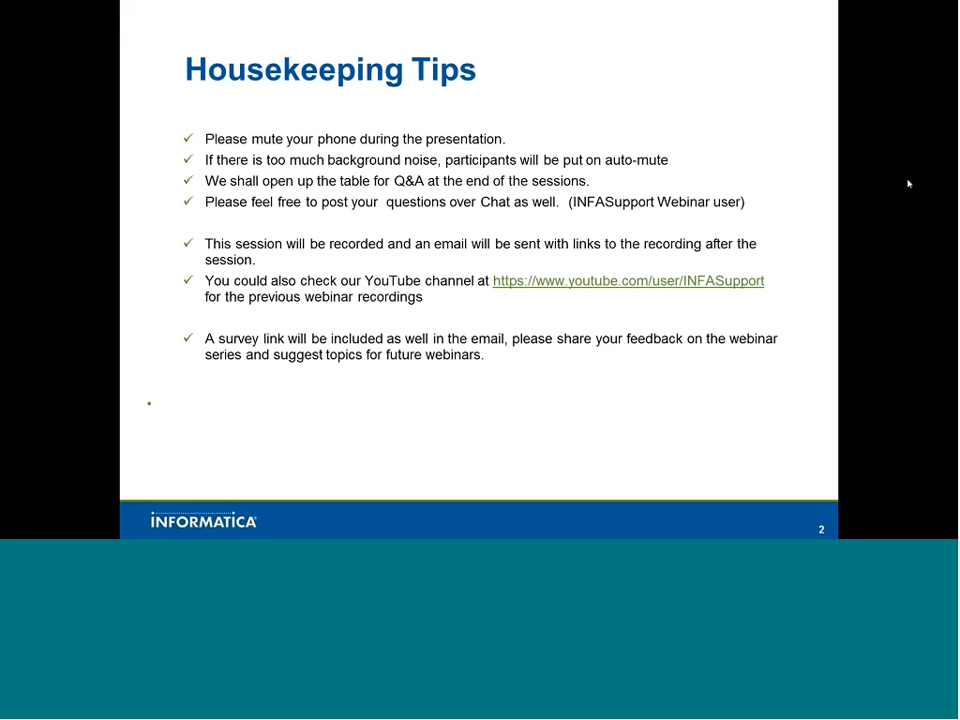 Housekeeping Tips
✓ Please mute your phone during the presentation.
✓ If there is too much background noise, participants will be put on auto-mute
✓ We shall open up the table for Q&A at the end of the sessions.
✓ Please feel free to post your questions over Chat as well. (INFASupport Webinar user)
✓ This session will be recorded and an email will be sent with links to the recording after the
session.
✓ You could also check our YouTube channel at https://www.youtube.com/user/INFASupport
for the previous webinar recordings
✓ A survey link will be included as well in the email, please share your feedback on the webinar
series and suggest topics for future webinars.
•
INFORMATICA
2